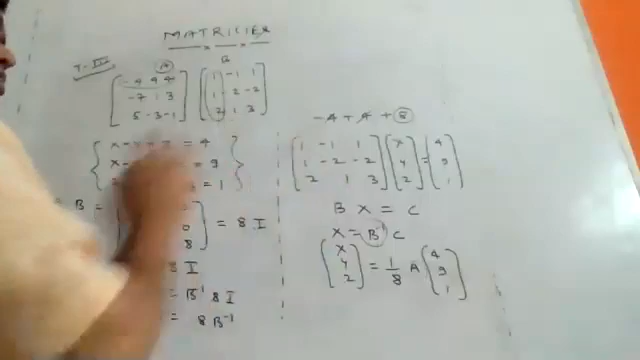 MATRICIES
T-III
A B
-4 4 4 1 -1 1
-7 1 3 1 -2 -2
5 -3 -1 2 1 3
= 4
= 9
= 1
B = = 8 I
0
8
8 I
= B⁻¹ 8 I
= 8 B⁻¹
-4 + 4 + 8
1 -1 1 x 4
1 -2 -2 y = 9
2 1 3 z 1
B X = C
X = B⁻¹ C
x 4
y = 1/8 A 9
z 1